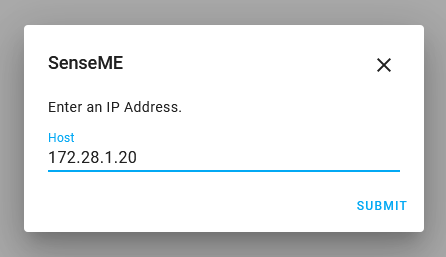 SenseME
Enter an IP Address.
Host
172.28.1.20
SUBMIT